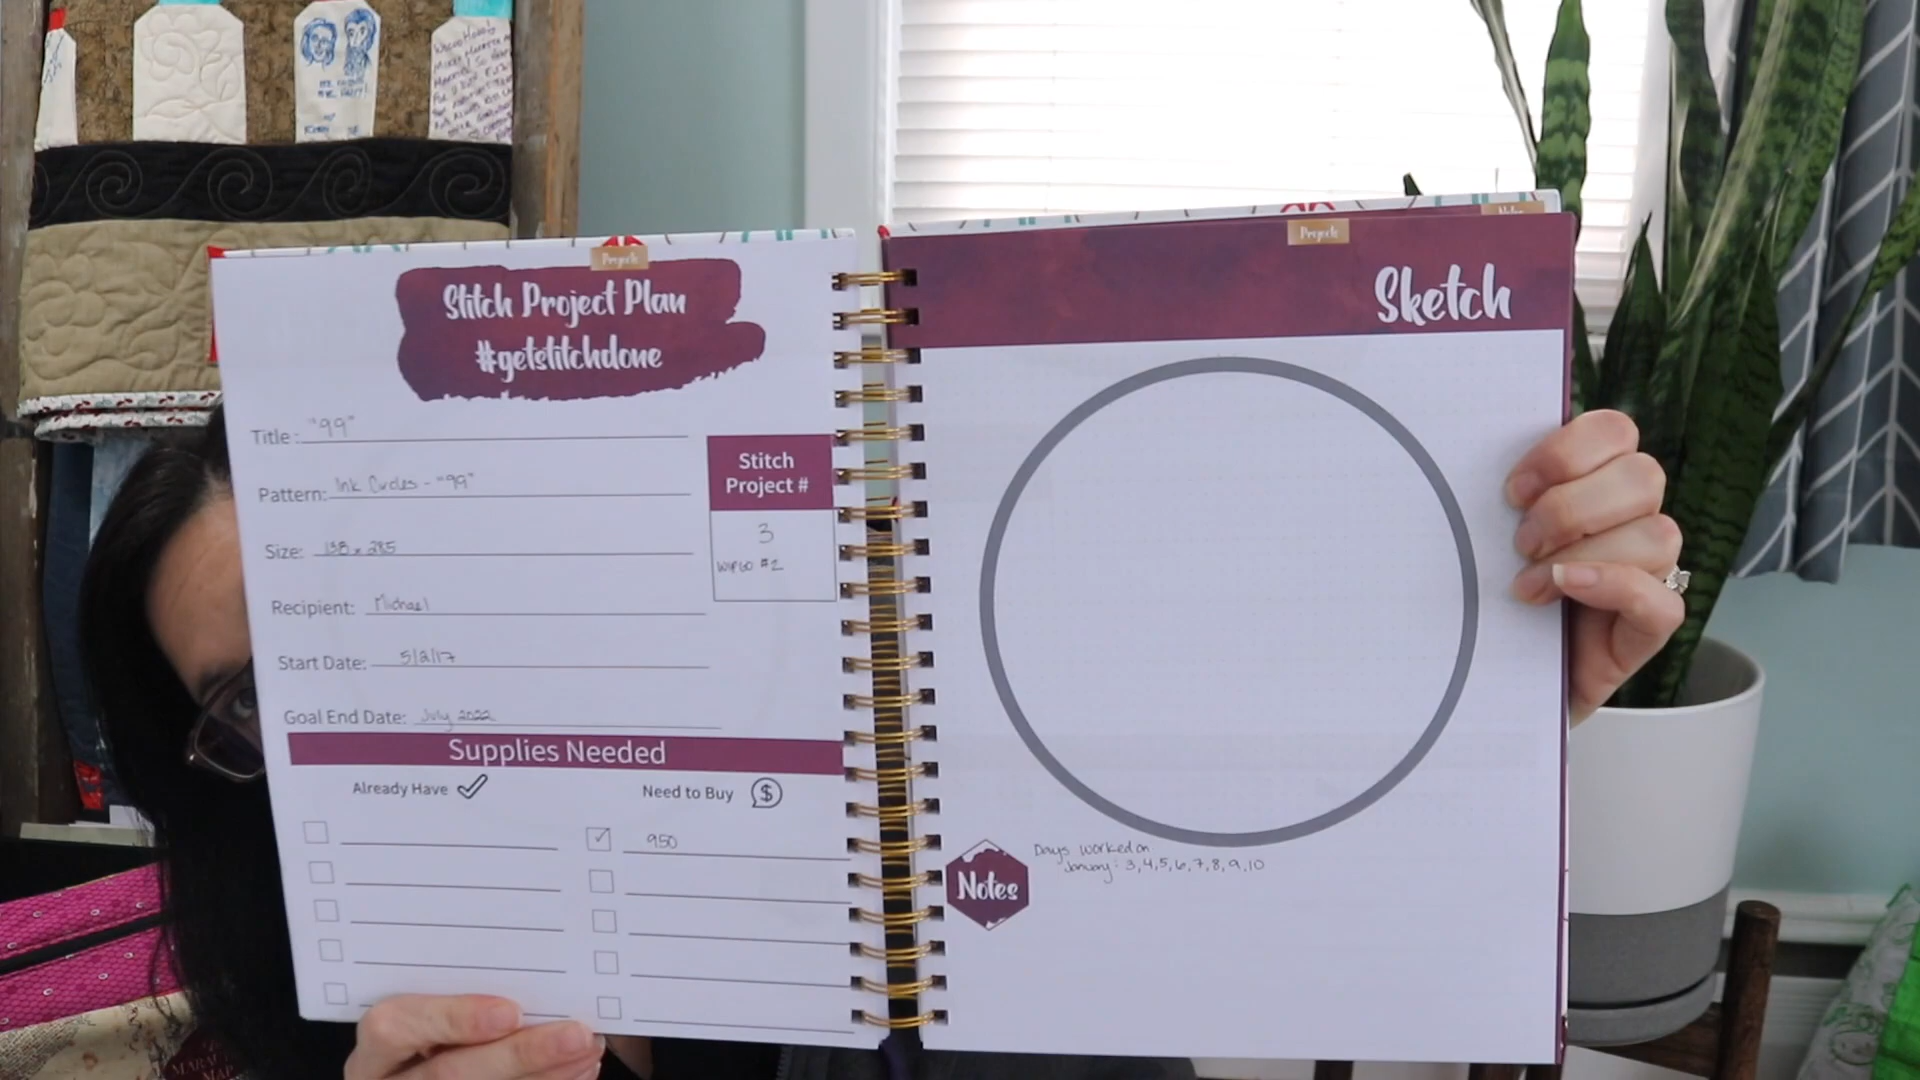 Projects
Stitch Project Plan
#getstitchdone
Title: "99"
Pattern: Ink Circles - "99"
Size: 138 x 285
Recipient: Michael
Start Date: 5/2/17
Goal End Date: July 2022
Stitch
Project #
3
WIPGO #2
Supplies Needed
Already Have
Need to Buy $
950
Notes
Projects
Sketch
Notes
Days worked on
January: 3,4,5,6,7,8,9,10